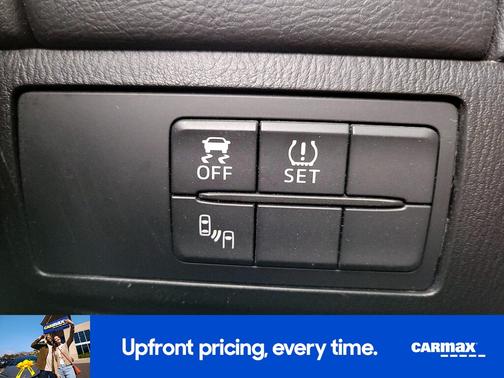 OFF
SET
Upfront pricing, every time.
CARMAX